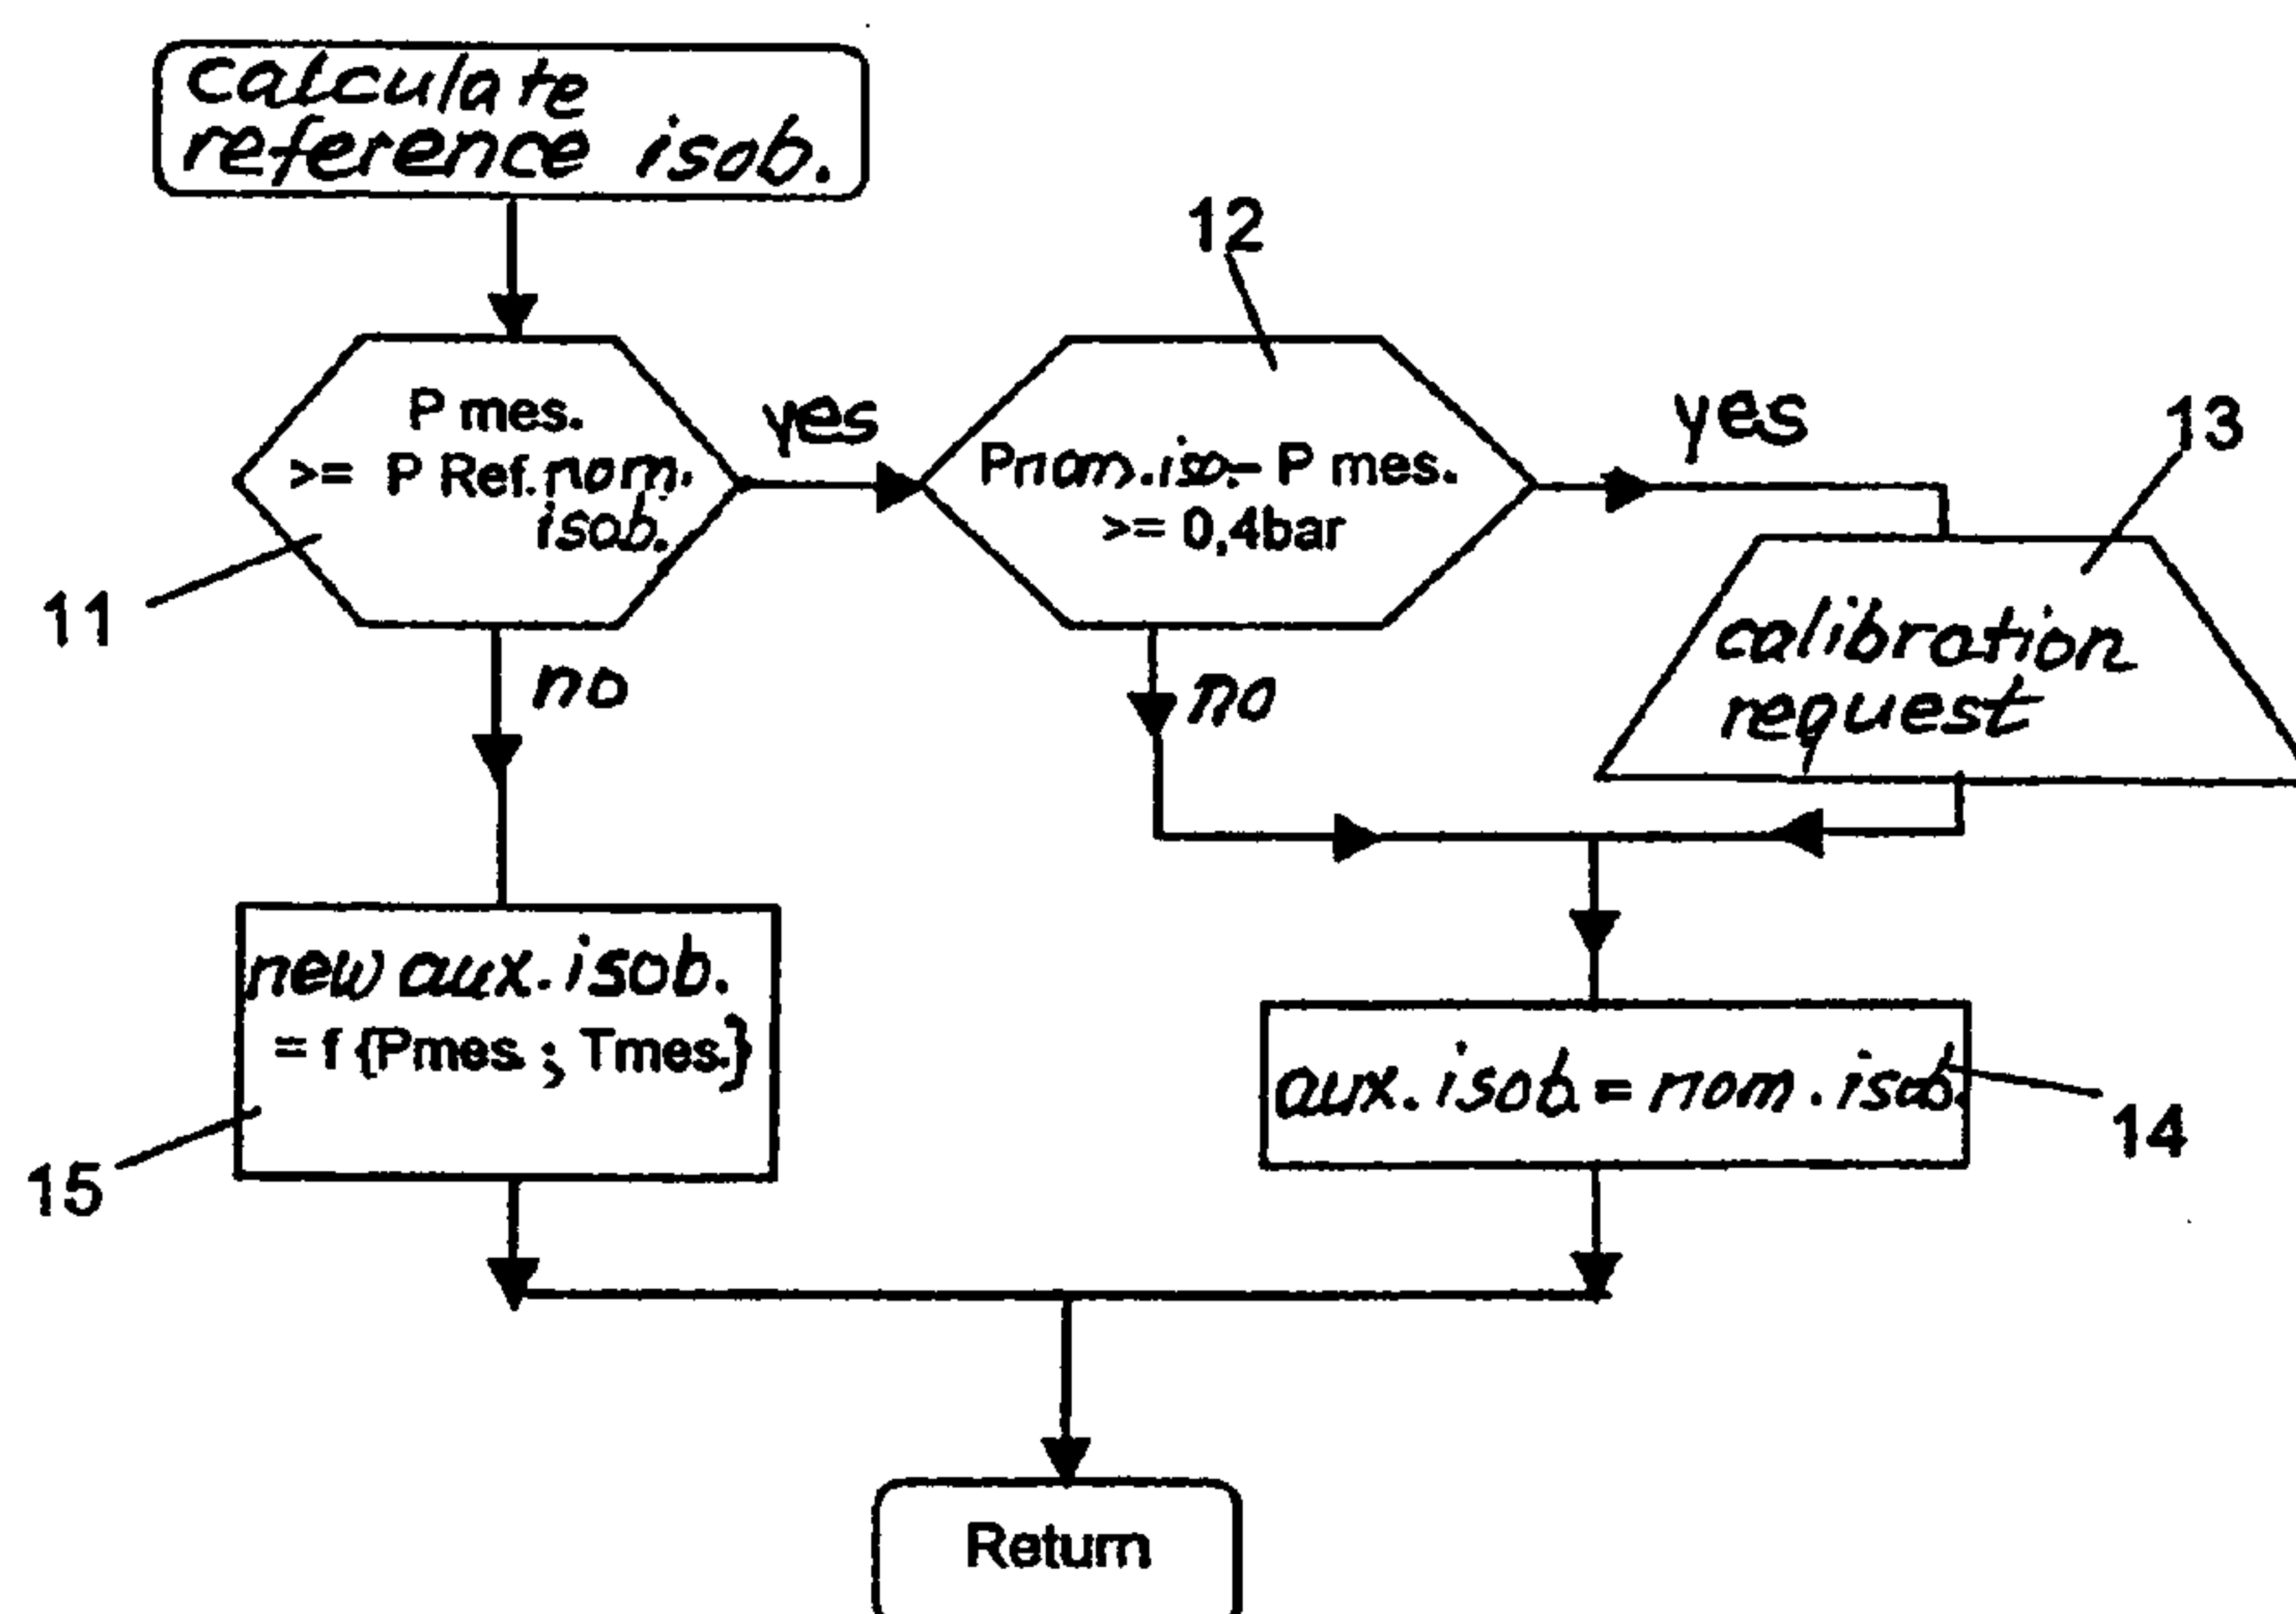 calculate
reference isob.
12
P mes.
>= P Ref. nom.
isob.
yes
Pnom.iso.- P mes.
>= 0,4bar
yes
13
11
no
no
calibration
request
new aux.isob.
= f {Pmes. ; Tmes.}
aux.isob. = nom.isob.
14
15
Return